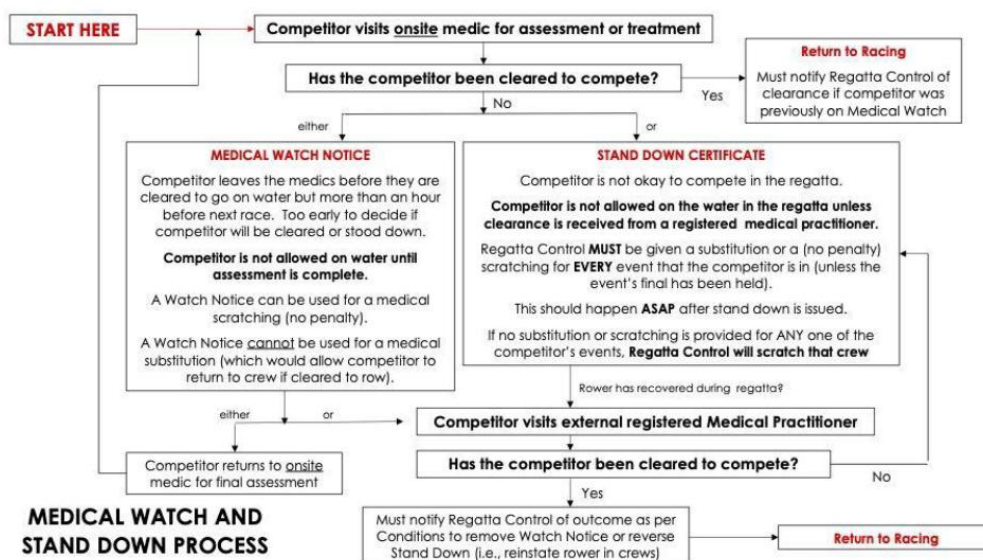 START HERE
Competitor visits onsite medic for assessment or treatment
Has the competitor been cleared to compete?
Yes
No
Return to Racing
Must notify Regatta Control of
clearance if competitor was
previously on Medical Watch
either
or
MEDICAL WATCH NOTICE
Competitor leaves the medics before they are
cleared to go on water but more than an hour
before next race. Too early to decide if
competitor will be cleared or stood down.
Competitor is not allowed on water until
assessment is complete.
A Watch Notice can be used for a medical
scratching (no penalty).
A Watch Notice cannot be used for a medical
substitution (which would allow competitor to
return to crew if cleared to row).
STAND DOWN CERTIFICATE
Competitor is not okay to compete in the regatta.
Competitor is not allowed on the water in the regatta unless
clearance is received from a registered medical practitioner.
Regatta Control MUST be given a substitution or a (no penalty)
scratching for EVERY event that the competitor is in (unless the
event's final has been held).
This should happen ASAP after stand down is issued.
If no substitution or scratching is provided for ANY one of the
competitor's events, Regatta Control will scratch that crew
Rower has recovered during regatta?
either
or
Competitor visits external registered Medical Practitioner
Competitor returns to onsite
medic for final assessment
Has the competitor been cleared to compete?
No
Yes
MEDICAL WATCH AND
STAND DOWN PROCESS
Must notify Regatta Control of outcome as per
Conditions to remove Watch Notice or reverse
Stand Down (i.e., reinstate rower in crews)
Return to Racing